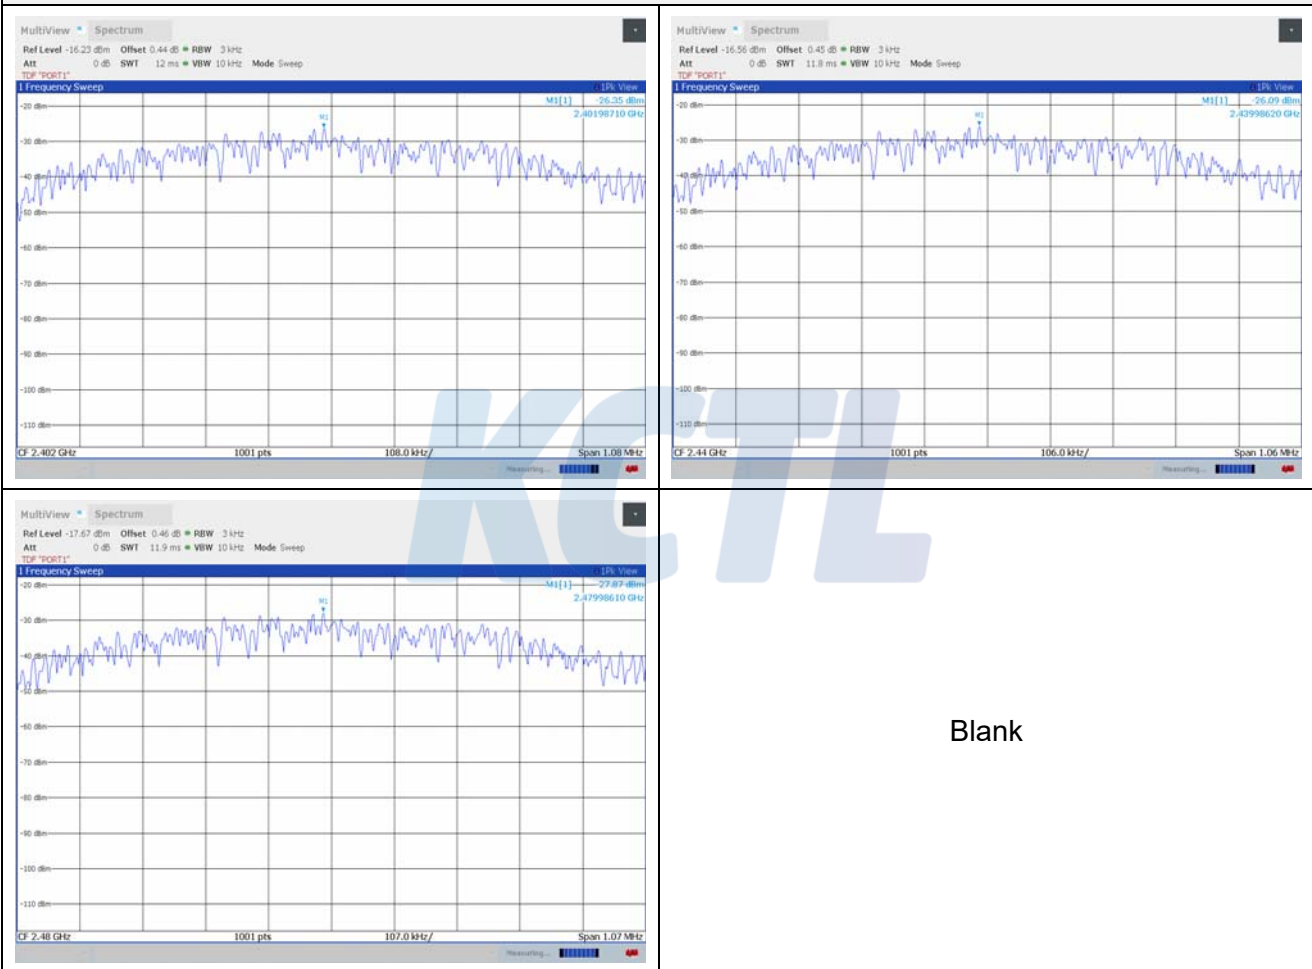 MultiView Spectrum
Ref Level -16.23 dBm Offset 0.44 dB RBW 3 kHz
Att 0 dB SWT 12 ms VBW 10 kHz Mode Sweep
TDF "PORT1"
1 Frequency Sweep 1Pk View
-20 dBm M1[1] -26.35 dBm
2.40198710 GHz
M1
-30 dBm
-40 dBm
-50 dBm
-60 dBm
-70 dBm
-80 dBm
-90 dBm
-100 dBm
-110 dBm
CF 2.402 GHz 1001 pts 108.0 kHz/ Span 1.08 MHz
Measuring...
MultiView Spectrum
Ref Level -16.56 dBm Offset 0.45 dB RBW 3 kHz
Att 0 dB SWT 11.8 ms VBW 10 kHz Mode Sweep
TDF "PORT1"
1 Frequency Sweep 1Pk View
-20 dBm M1[1] -26.09 dBm
2.43998620 GHz
M1
-30 dBm
-40 dBm
-50 dBm
-60 dBm
-70 dBm
-80 dBm
-90 dBm
-100 dBm
-110 dBm
CF 2.44 GHz 1001 pts 106.0 kHz/ Span 1.06 MHz
Measuring...
KCTL
MultiView Spectrum
Ref Level -17.67 dBm Offset 0.46 dB RBW 3 kHz
Att 0 dB SWT 11.9 ms VBW 10 kHz Mode Sweep
TDF "PORT1"
1 Frequency Sweep 1Pk View
-20 dBm M1[1] -27.87 dBm
2.47998610 GHz
M1
-30 dBm
-40 dBm
-50 dBm
-60 dBm
-70 dBm
-80 dBm
-90 dBm
-100 dBm
-110 dBm
CF 2.48 GHz 1001 pts 107.0 kHz/ Span 1.07 MHz
Measuring...
Blank